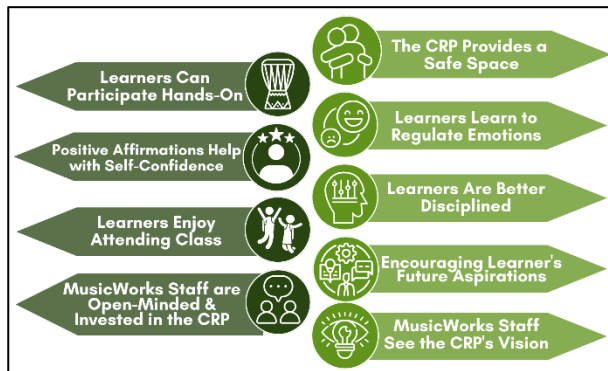 Learners Can
Participate Hands-On
Positive Affirmations Help
with Self-Confidence
Learners Enjoy
Attending Class
MusicWorks Staff are
Open-Minded &
Invested in the CRP
The CRP Provides a
Safe Space
Learners Learn to
Regulate Emotions
Learners Are Better
Disciplined
Encouraging Learner's
Future Aspirations
MusicWorks Staff
See the CRP's Vision